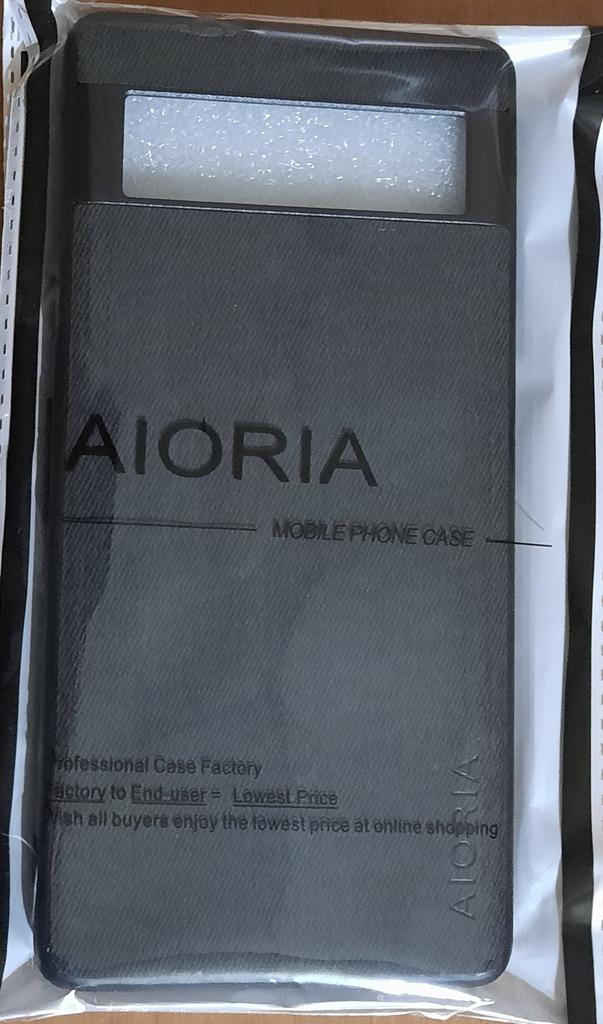 AIORIA
MOBILE PHONE CASE
Professional Case Factory
Factory to End-user = Lowest Price
Wish all buyers enjoy the lowest price at online shopping
AIORIA